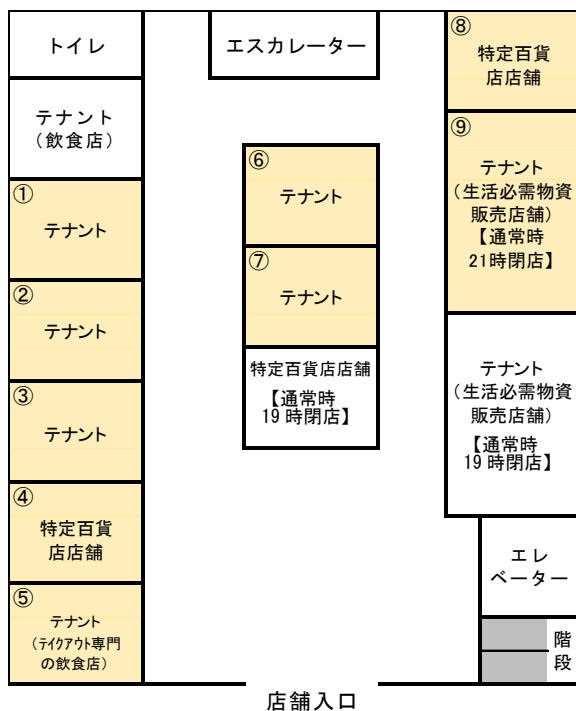 トイレ
テナント
（飲食店）
①
テナント
②
テナント
③
テナント
④
特定百貨
店店舗
⑤
テナント
（テイクアウト専門
の飲食店）
エスカレーター
⑥
テナント
⑦
テナント
特定百貨店店舗
【通常時
19時閉店】
⑧
特定百貨
店店舗
⑨
テナント
（生活必需物資
販売店舗）
【通常時
21時閉店】
テナント
（生活必需物資
販売店舗）
【通常時
19時閉店】
エレ
ベーター
階
段
店舗入口